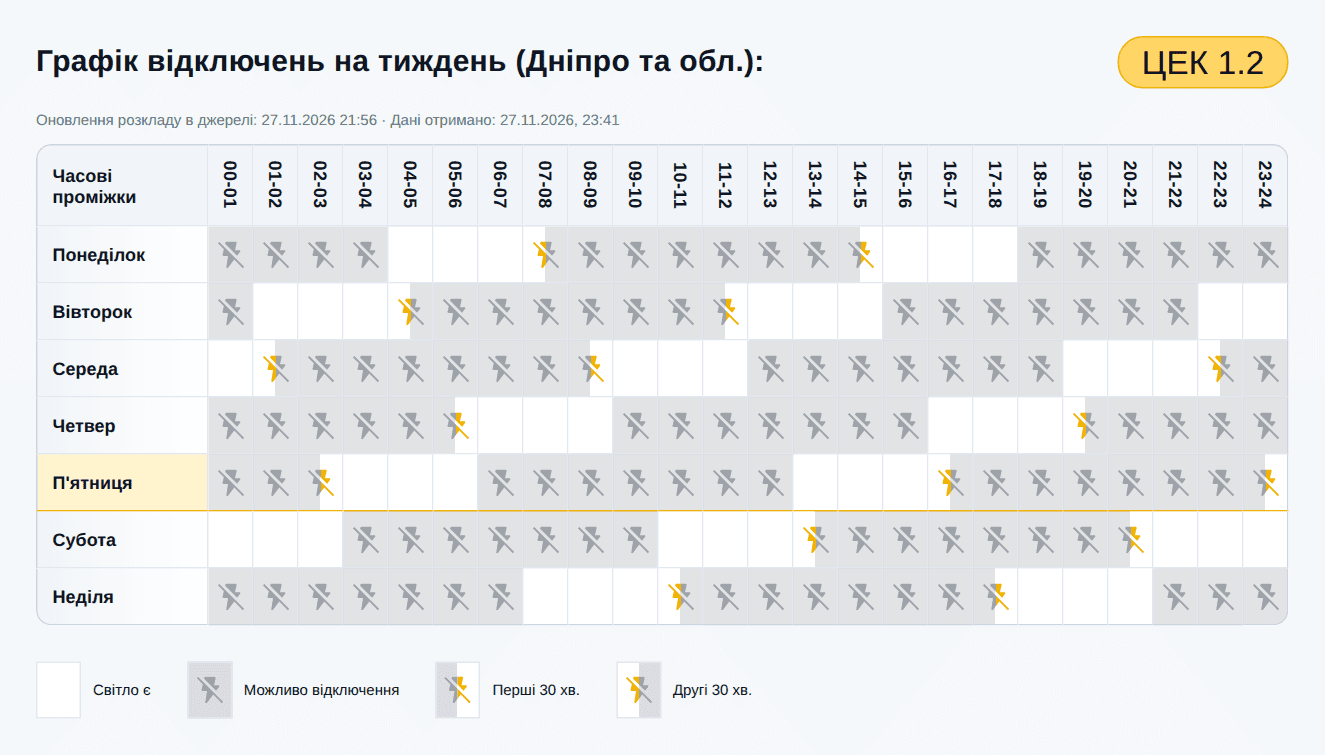 Графік відключень на тиждень (Дніпро та обл.):
ЦЕК 1.2
Оновлення розкладу в джерелі: 27.11.2026 21:56 · Дані отримано: 27.11.2026, 23:41
Часові
проміжки
00-01
01-02
02-03
03-04
04-05
05-06
06-07
07-08
08-09
09-10
10-11
11-12
12-13
13-14
14-15
15-16
16-17
17-18
18-19
19-20
20-21
21-22
22-23
23-24
Понеділок
Вівторок
Середа
Четвер
П'ятниця
Субота
Неділя
Світло є
Можливо відключення
Перші 30 хв.
Другі 30 хв.